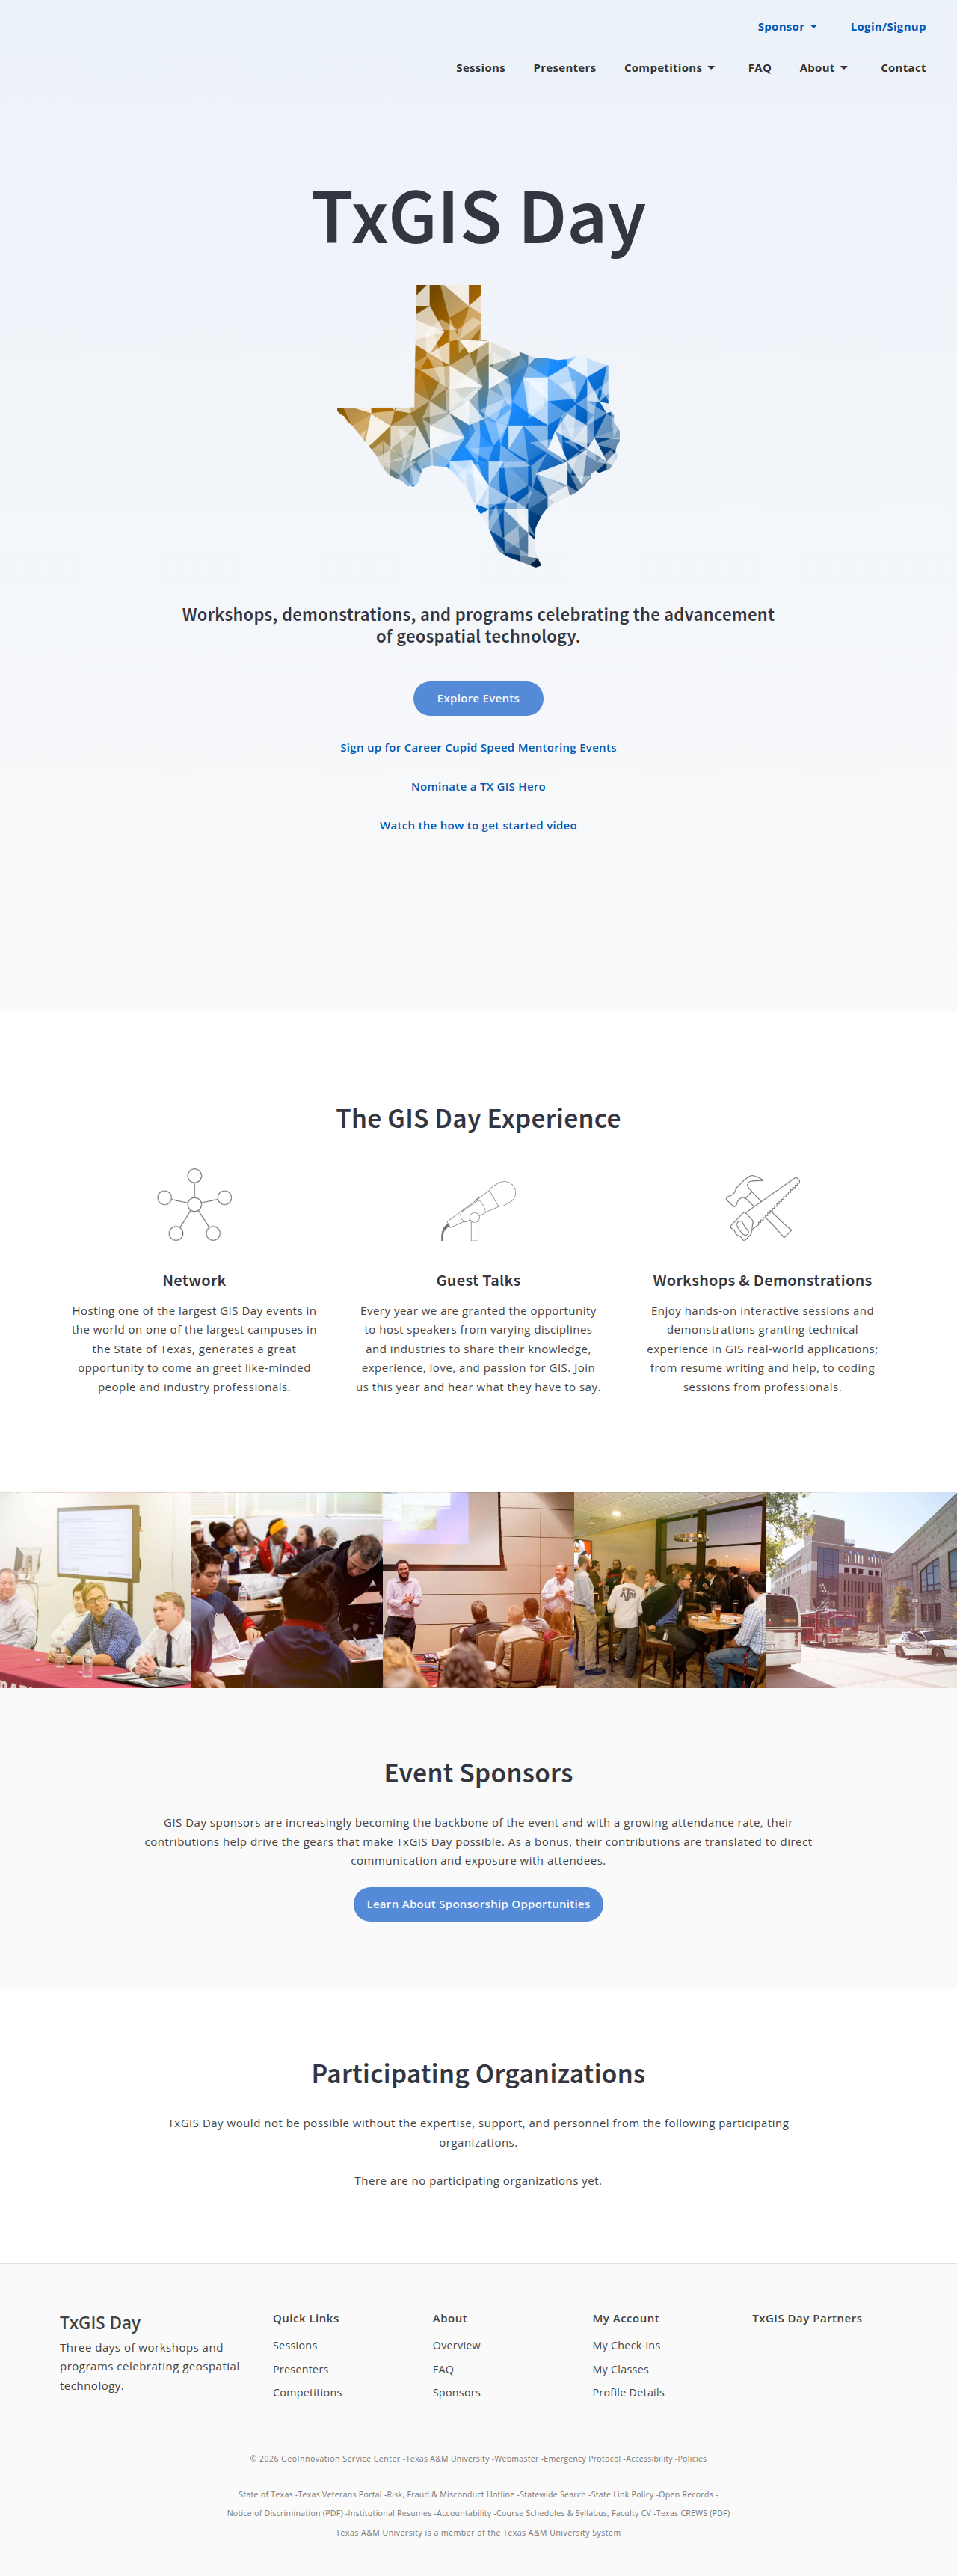 Sponsor Login/Signup
Sessions Presenters Competitions FAQ About Contact
TxGIS Day
Workshops, demonstrations, and programs celebrating the advancement
of geospatial technology.
Explore Events
Sign up for Career Cupid Speed Mentoring Events
Nominate a TX GIS Hero
Watch the how to get started video
The GIS Day Experience
Network
Hosting one of the largest GIS Day events in
the world on one of the largest campuses in
the State of Texas, generates a great
opportunity to come an greet like-minded
people and industry professionals.
Guest Talks
Every year we are granted the opportunity
to host speakers from varying disciplines
and industries to share their knowledge,
experience, love, and passion for GIS. Join
us this year and hear what they have to say.
Workshops & Demonstrations
Enjoy hands-on interactive sessions and
demonstrations granting technical
experience in GIS real-world applications;
from resume writing and help, to coding
sessions from professionals.
Event Sponsors
GIS Day sponsors are increasingly becoming the backbone of the event and with a growing attendance rate, their
contributions help drive the gears that make TxGIS Day possible. As a bonus, their contributions are translated to direct
communication and exposure with attendees.
Learn About Sponsorship Opportunities
Participating Organizations
TxGIS Day would not be possible without the expertise, support, and personnel from the following participating
organizations.
There are no participating organizations yet.
TxGIS Day
Three days of workshops and
programs celebrating geospatial
technology.
Quick Links
Sessions
Presenters
Competitions
About
Overview
FAQ
Sponsors
My Account
My Check-ins
My Classes
Profile Details
TxGIS Day Partners
© 2026 GeoInnovation Service Center -Texas A&M University -Webmaster -Emergency Protocol -Accessibility -Policies
State of Texas -Texas Veterans Portal -Risk, Fraud & Misconduct Hotline -Statewide Search -State Link Policy -Open Records -
Notice of Discrimination (PDF) -Institutional Resumes -Accountability -Course Schedules & Syllabus, Faculty CV -Texas CREWS (PDF)
Texas A&M University is a member of the Texas A&M University System